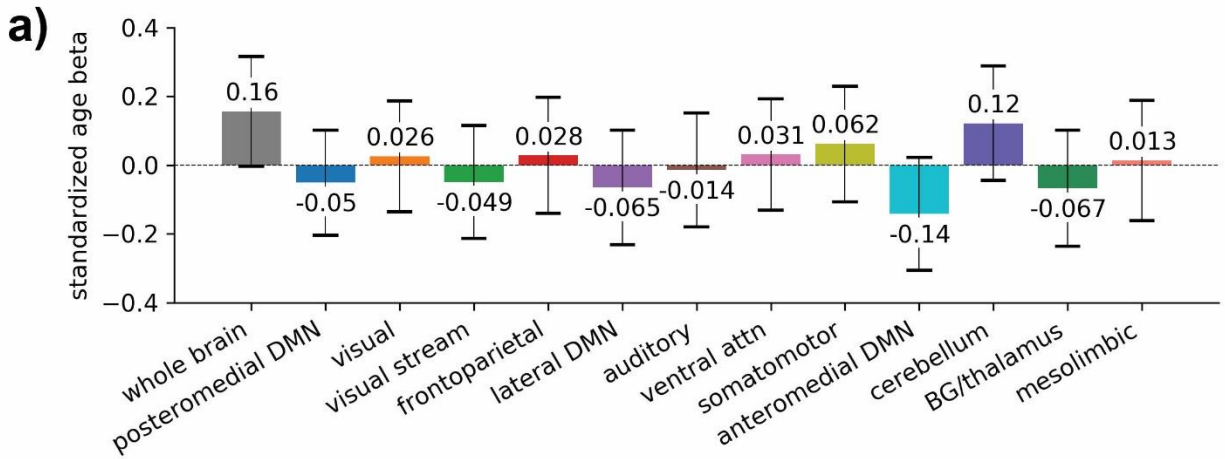 a)
standardized age beta
0.4
0.2
0.0
−0.2
−0.4
0.16
-0.05
0.026
-0.049
0.028
-0.065
-0.014
0.031
0.062
-0.14
0.12
-0.067
0.013
whole brain
posteromedial DMN
visual
visual stream
frontoparietal
lateral DMN
auditory
ventral attn
somatomotor
anteromedial DMN
cerebellum
BG/thalamus
mesolimbic